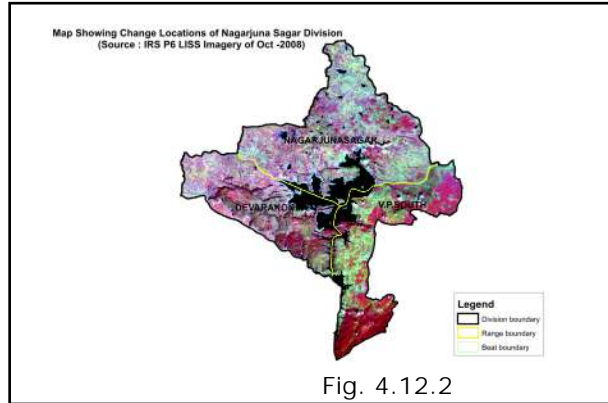 Map Showing Change Locations of Nagarjuna Sagar Division
(Source : IRS P6 LISS Imagery of Oct -2008)
NAGARJUNASAGAR
V.P.SOUTH
Legend
Division boundary
Range boundary
Beat boundary
Fig. 4.12.2